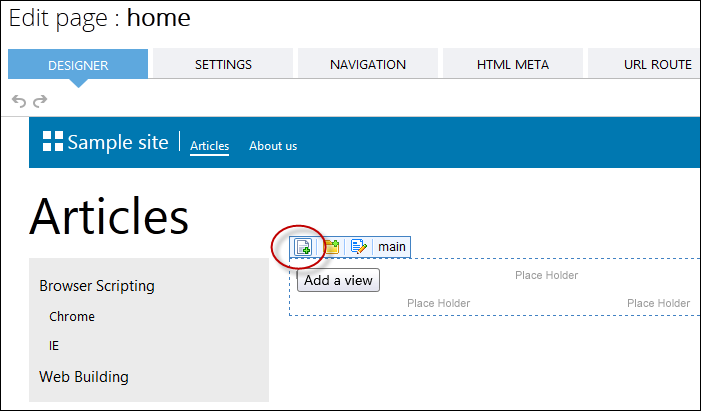 Edit page : home
DESIGNER SETTINGS NAVIGATION HTML META URL ROUTE
Sample site Articles About us
Articles
main
Add a view
Place Holder
Place Holder Place Holder
Browser Scripting
Chrome
IE
Web Building